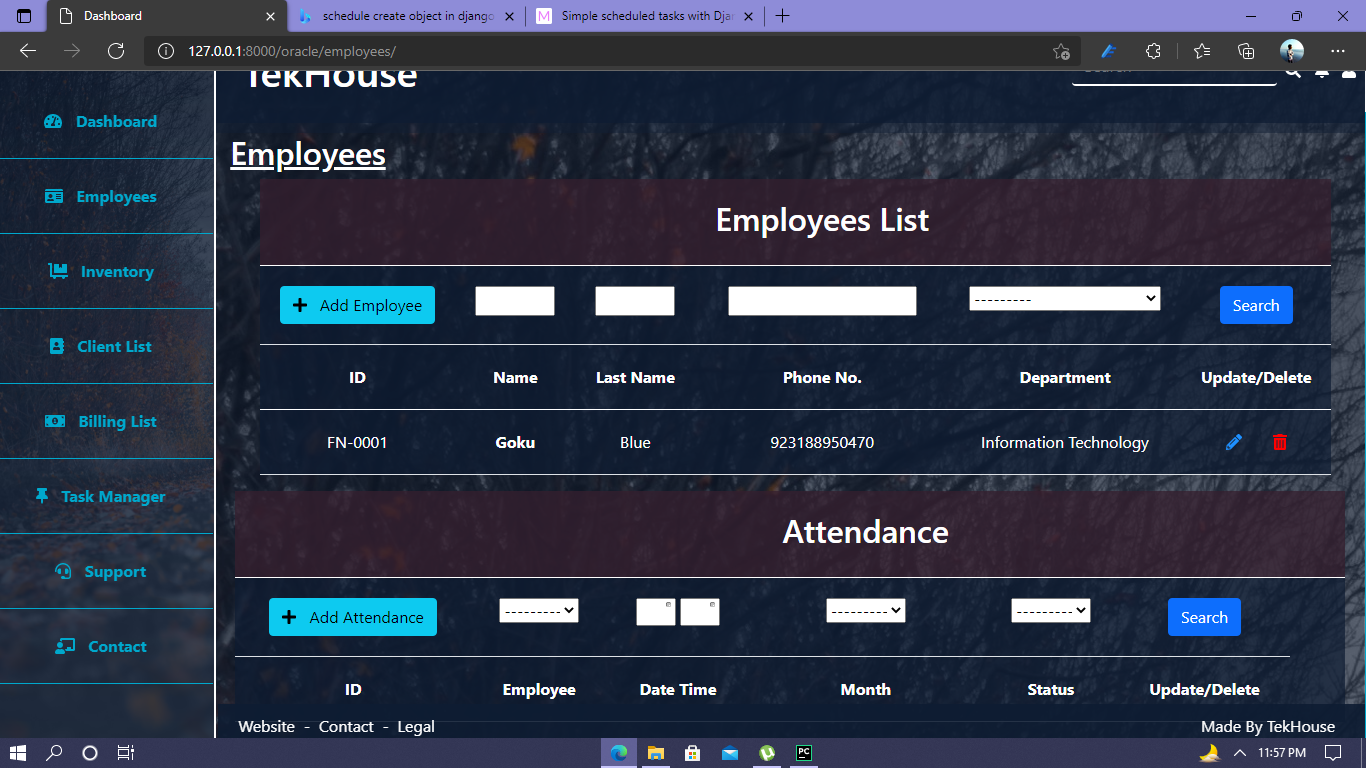 Dashboard
schedule create object in django
Simple scheduled tasks with Djan
127.0.0.1:8000/oracle/employees/
TekHouse
Search
Dashboard
Employees
Inventory
Client List
Billing List
Task Manager
Support
Contact
Employees
Employees List
Add Employee --------- Search
ID Name Last Name Phone No. Department Update/Delete
FN-0001 Goku Blue 923188950470 Information Technology
Attendance
Add Attendance --------- --------- --------- Search
ID Employee Date Time Month Status Update/Delete
Website - Contact - Legal
Made By TekHouse
PC
11:57 PM